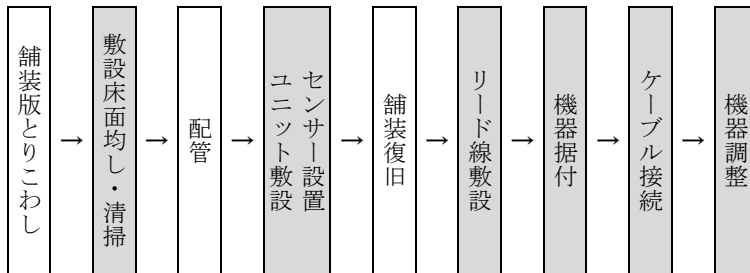 舗装版とりこわし
→
敷設床面均し・清掃
→
配管
→
センサー設置
ユニット敷設
→
舗装復旧
→
リード線敷設
→
機器据付
→
ケーブル接続
→
機器調整